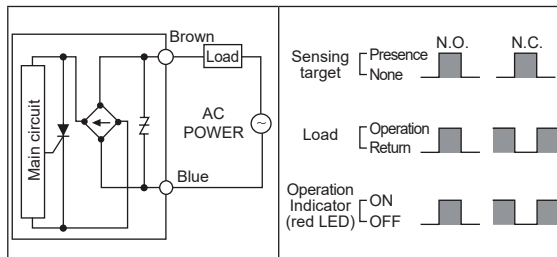 Brown
Load
Main circuit
AC
POWER
~
Blue
N.O.
N.C.
Sensing
target
Presence
None
Load
Operation
Return
Operation
Indicator
(red LED)
ON
OFF